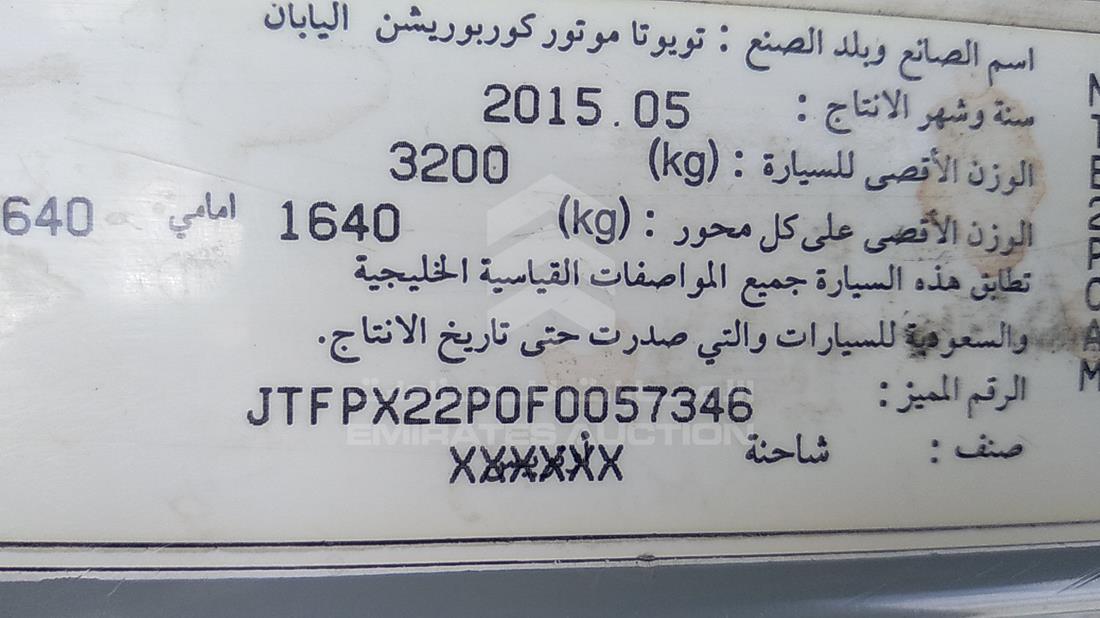 اسم الصانع وبلد الصنع : تويوتا موتور كوربوريشن اليابان
سنة وشهر الانتاج : 2015.05
الوزن الأقصى للسيارة : (kg) 3200
الوزن الأقصى على كل محور : (kg) 1640 امامي 640
تطابق هذه السيارة جميع المواصفات القياسية الخليجية
والسعودية للسيارات والتي صدرت حتى تاريخ الانتاج.
الرقم المميز : JTFPX22P0F0057346
صنف : شاحنة XXXXXX
EMIRATES AUCTION